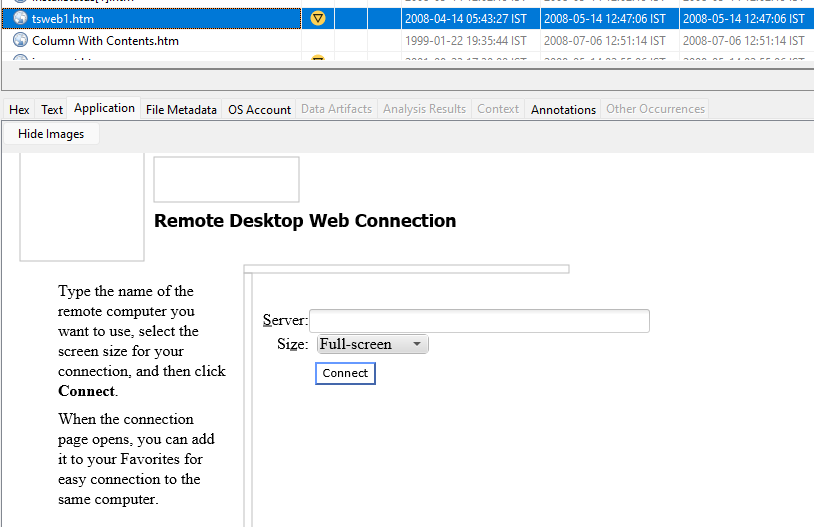 tsweb1.htm 2008-04-14 05:43:27 IST 2008-05-14 12:47:06 IST 2008-05-14 12:47:06 IST
Column With Contents.htm 1999-01-22 19:35:44 IST 2008-07-06 12:51:14 IST 2008-07-06 12:51:14 IST
Hex Text Application File Metadata OS Account Data Artifacts Analysis Results Context Annotations Other Occurrences
Hide Images
Remote Desktop Web Connection
Type the name of the
remote computer you
want to use, select the
screen size for your
connection, and then click
Connect.
When the connection
page opens, you can add
it to your Favorites for
easy connection to the
same computer.
Server:
Size: Full-screen
Connect